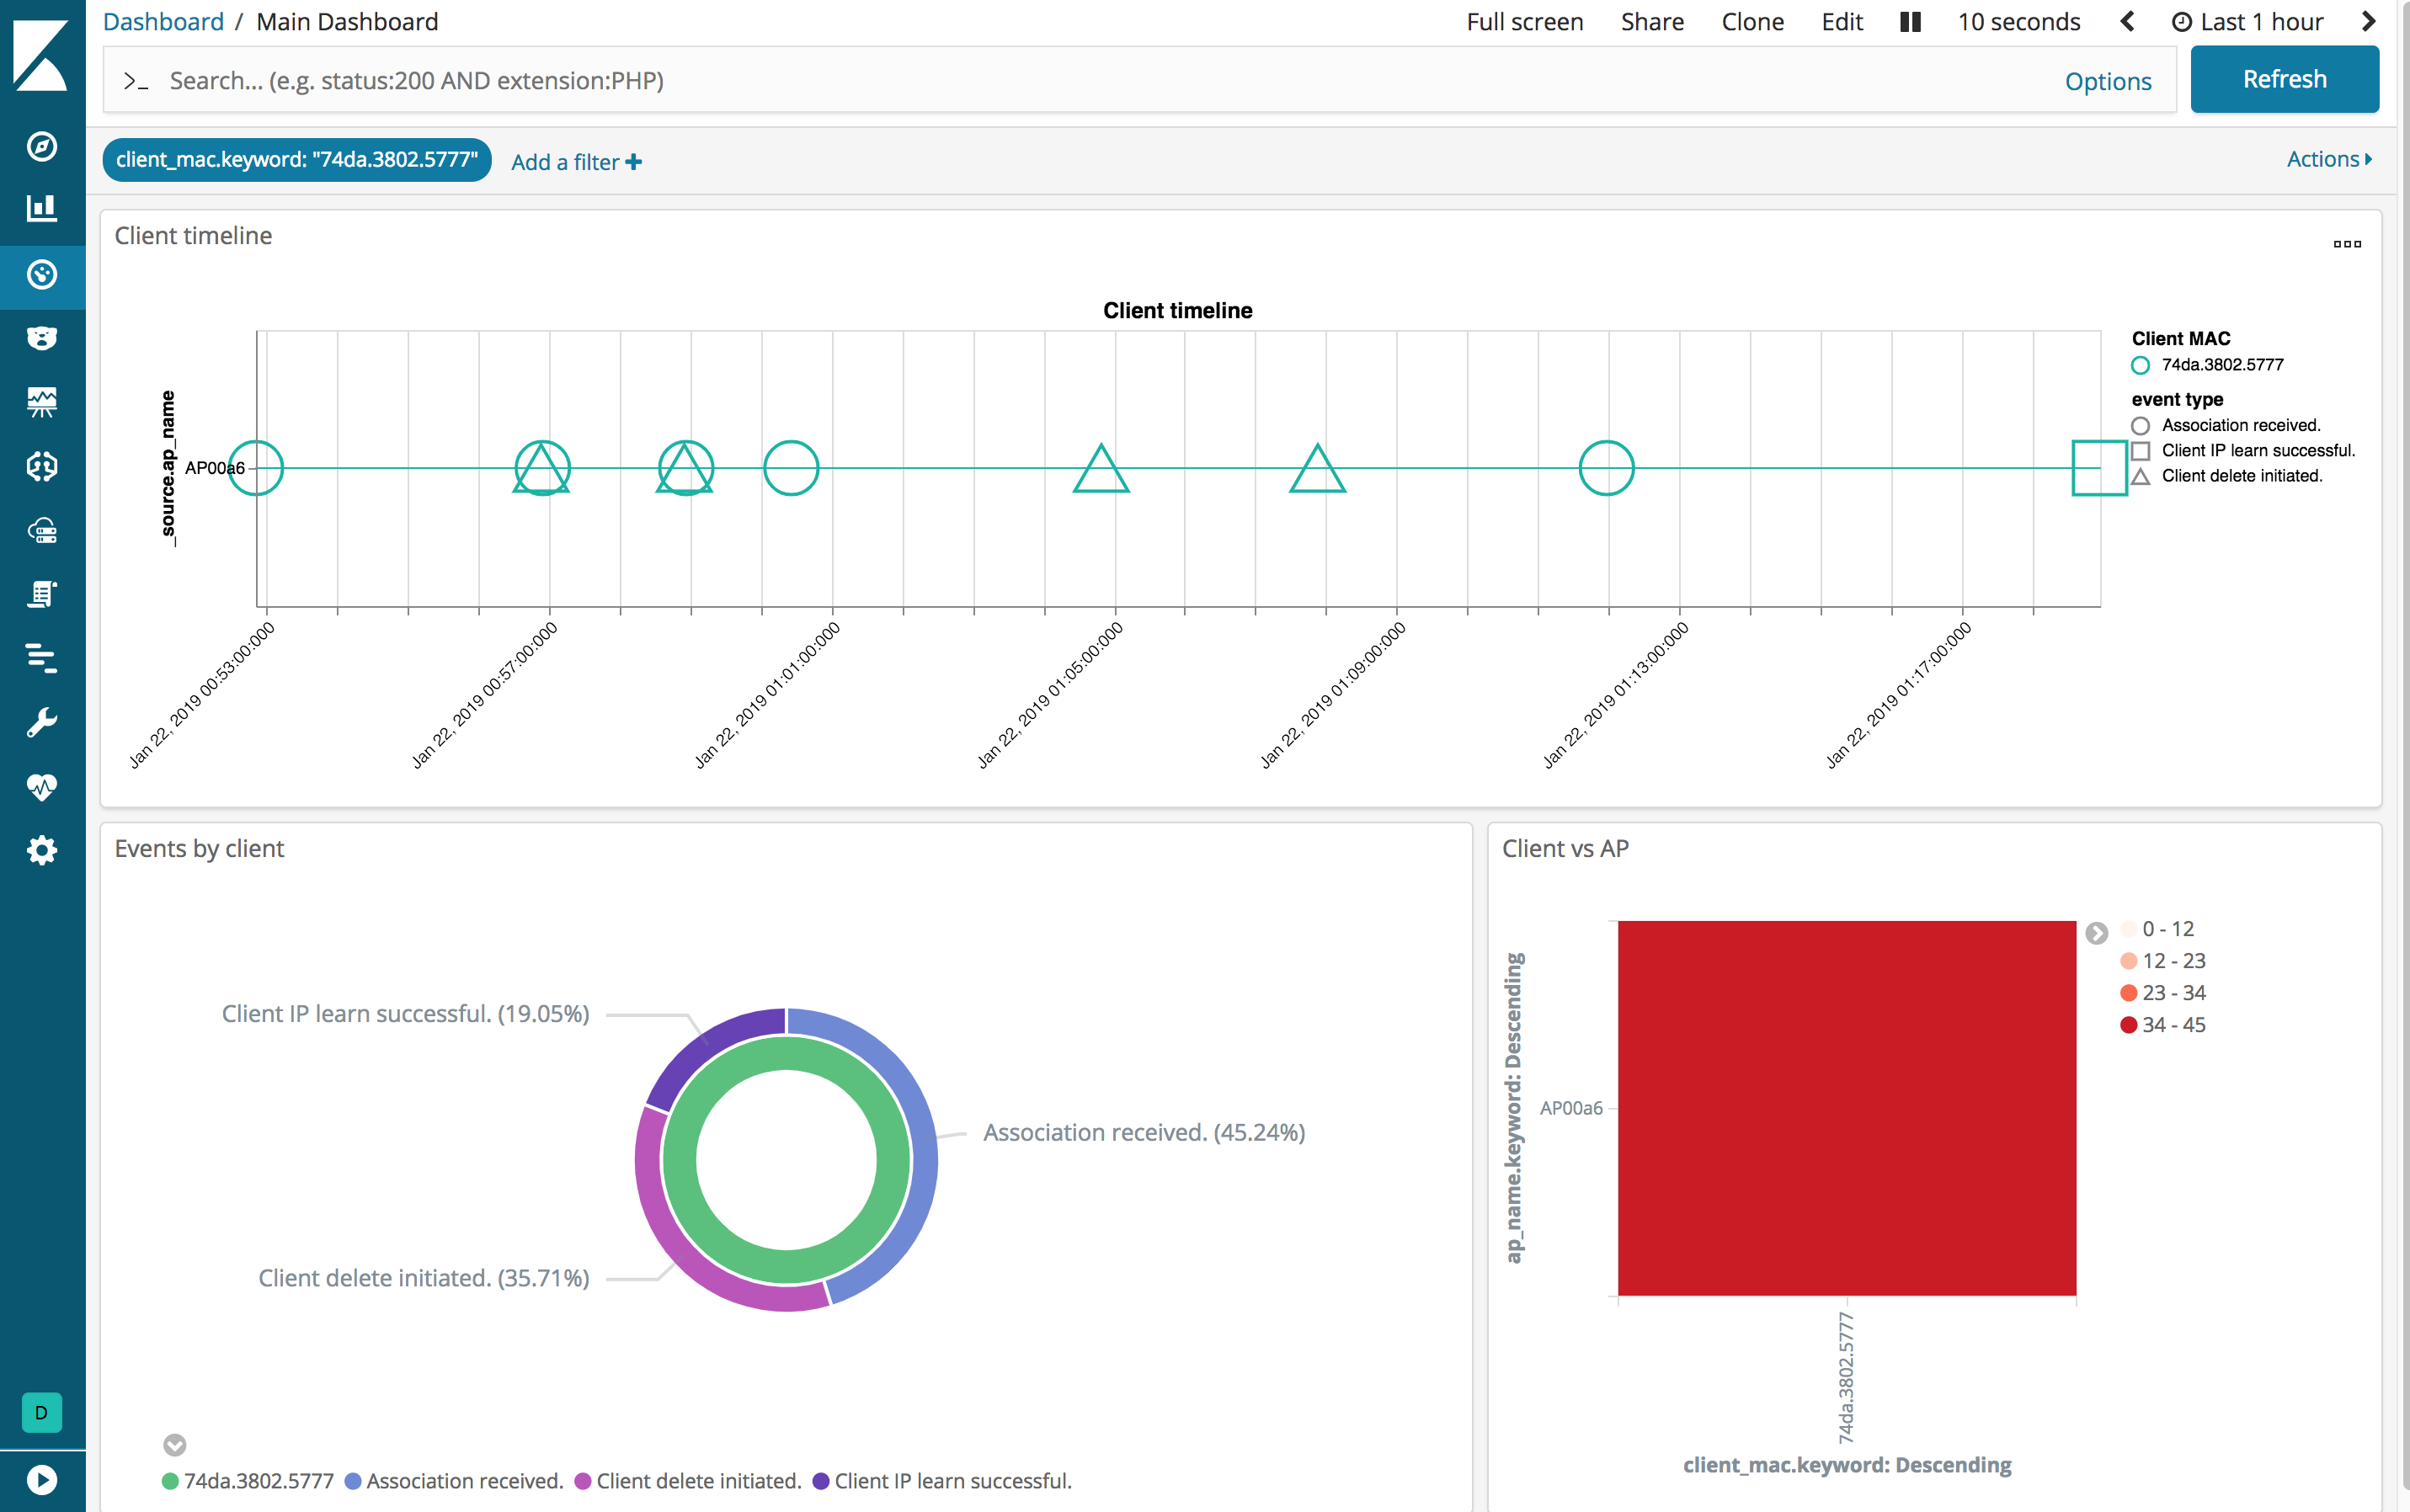 Dashboard / Main Dashboard
Full screen Share Clone Edit 10 seconds Last 1 hour
>_ Search... (e.g. status:200 AND extension:PHP) Options Refresh
client_mac.keyword: "74da.3802.5777" Add a filter + Actions
Client timeline
Client timeline
_source.ap_name
AP00a6
Jan 22, 2019 00:53:00:000
Jan 22, 2019 00:57:00:000
Jan 22, 2019 01:01:00:000
Jan 22, 2019 01:05:00:000
Jan 22, 2019 01:09:00:000
Jan 22, 2019 01:13:00:000
Jan 22, 2019 01:17:00:000
Client MAC
74da.3802.5777
event type
Association received.
Client IP learn successful.
Client delete initiated.
Events by client
Client IP learn successful. (19.05%)
Association received. (45.24%)
Client delete initiated. (35.71%)
74da.3802.5777 Association received. Client delete initiated. Client IP learn successful.
Client vs AP
ap_name.keyword: Descending
AP00a6
0 - 12
12 - 23
23 - 34
34 - 45
74da.3802.5777
client_mac.keyword: Descending
D